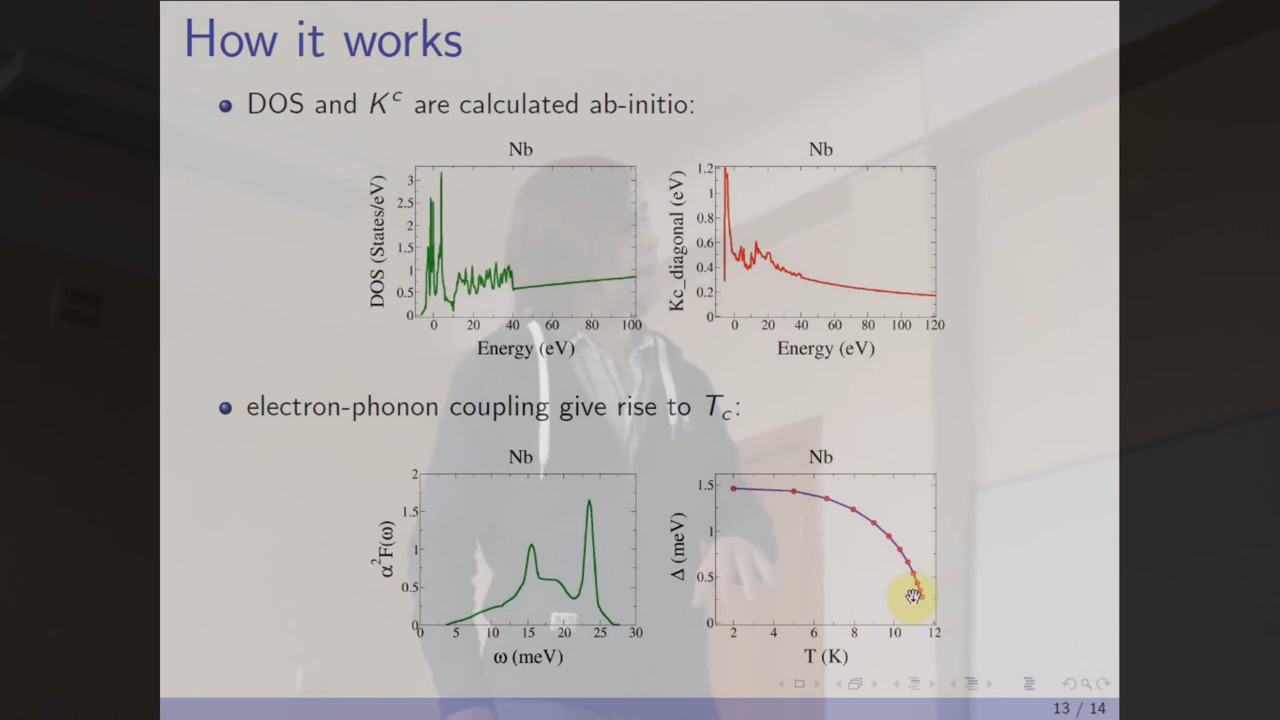 How it works
DOS and K^c are calculated ab-initio:
Nb
DOS (States/eV)
3
2.5
2
1.5
1
0.5
0
0 20 40 60 80 100
Energy (eV)
Nb
Kc_diagonal (eV)
1.2
1
0.8
0.6
0.4
0.2
0
0 20 40 60 80 100 120
Energy (eV)
electron-phonon coupling give rise to T_c:
Nb
α²F(ω)
2
1.5
1
0.5
0
0 5 10 15 20 25 30
ω (meV)
Nb
Δ (meV)
1.5
1
0.5
0
2 4 6 8 10 12
T (K)
13 / 14